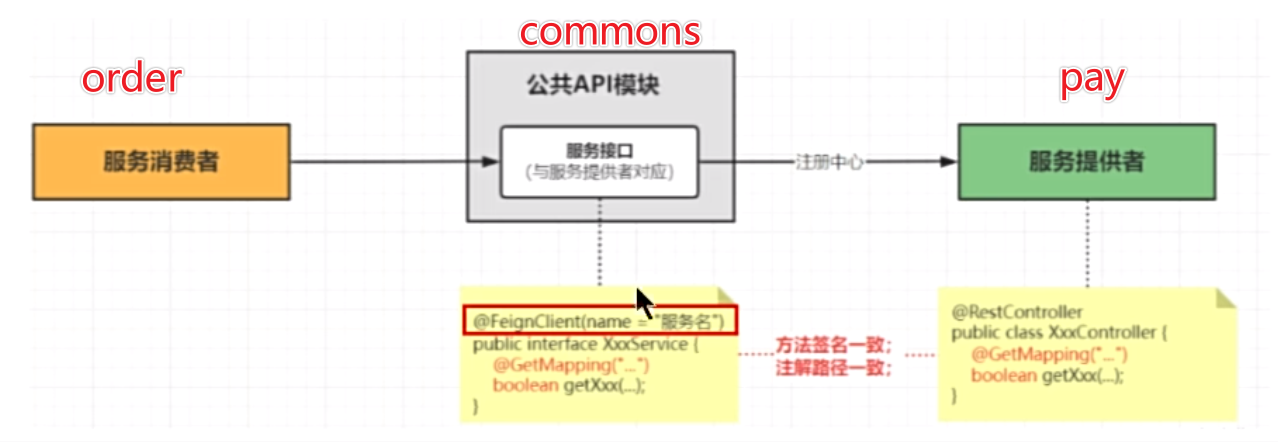 commons
order
pay
公共API模块
服务消费者
服务接口
(与服务提供者对应)
注册中心
服务提供者
@FeignClient(name = "服务名")
public interface XxxService {
@GetMapping("...")
boolean getXxx(...);
}
方法签名一致;
注解路径一致;
@RestController
public class XxxController {
@GetMapping("...")
boolean getXxx(...);
}